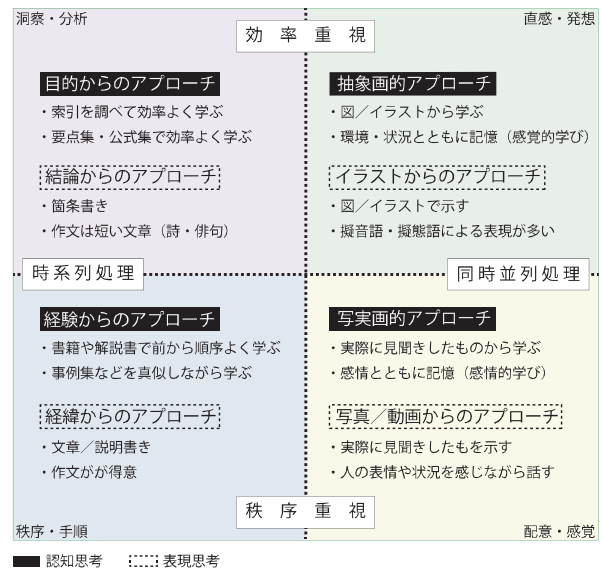 洞察・分析
直感・発想
効率重視
目的からのアプローチ
・索引を調べて効率よく学ぶ
・要点集・公式集で効率よく学ぶ
結論からのアプローチ
・箇条書き
・作文は短い文章（詩・俳句）
抽象画的アプローチ
・図／イラストから学ぶ
・環境・状況とともに記憶（感覚的学び）
イラストからのアプローチ
・図／イラストで示す
・擬音語・擬態語による表現が多い
時系列処理
同時並列処理
経験からのアプローチ
・書籍や解説書で前から順序よく学ぶ
・事例集などを真似しながら学ぶ
経緯からのアプローチ
・文章／説明書き
・作文がが得意
写実画的アプローチ
・実際に見聞きしたものから学ぶ
・感情とともに記憶（感情的学び）
写真／動画からのアプローチ
・実際に見聞きしたもを示す
・人の表情や状況を感じながら話す
秩序重視
秩序・手順
配意・感覚
認知思考
表現思考